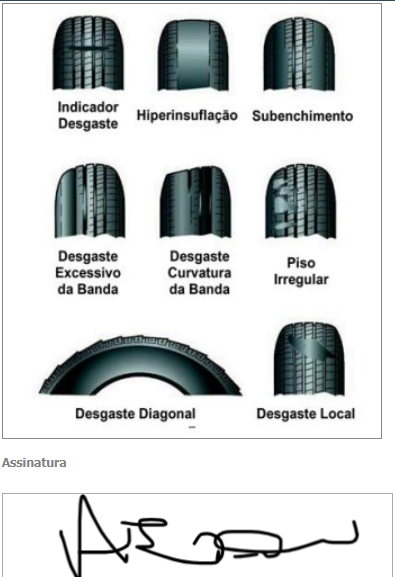 Indicador
Desgaste
Hiperinsuflação
Subenchimento
Desgaste
Excessivo
da Banda
Desgaste
Curvatura
da Banda
Piso
Irregular
Desgaste Diagonal
Desgaste Local
Assinatura